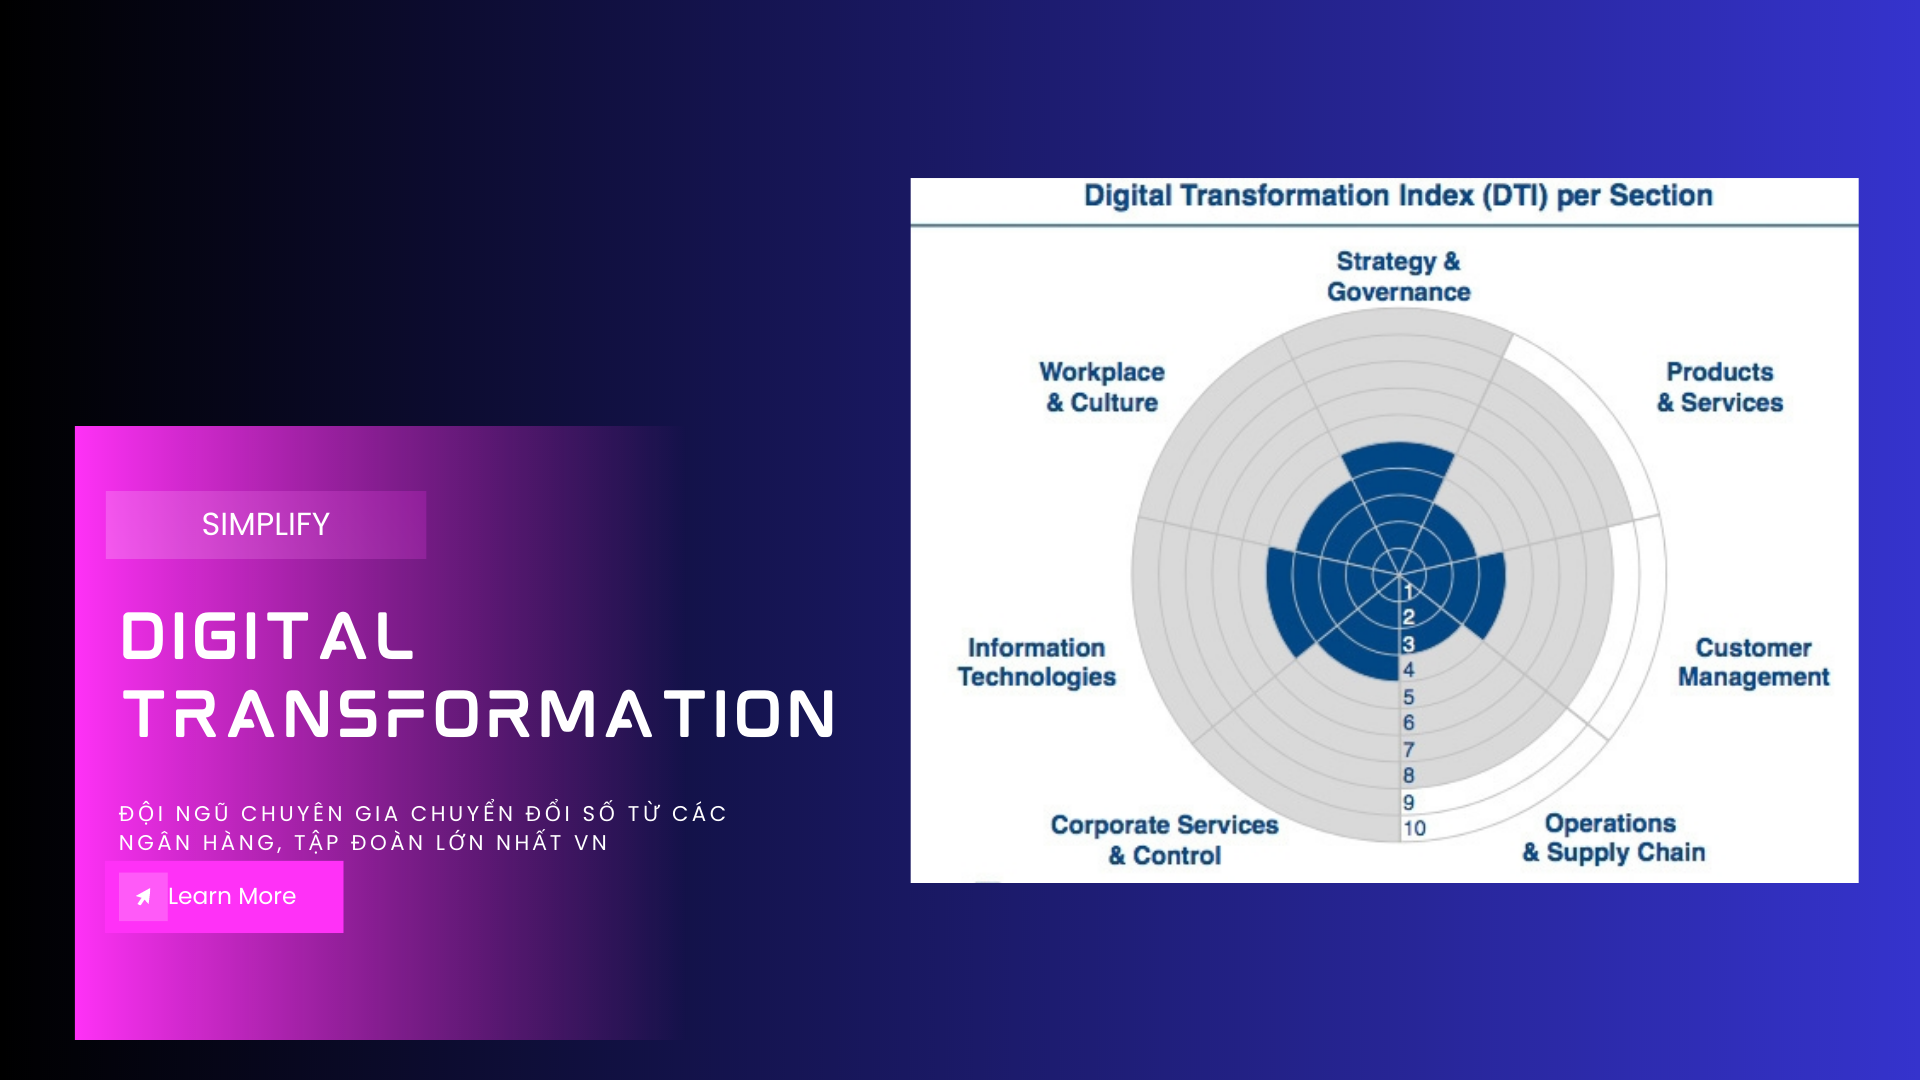 SIMPLIFY
DIGITAL
TRANSFORMATION
ĐỘI NGŨ CHUYÊN GIA CHUYỂN ĐỔI SỐ TỪ CÁC
NGÂN HÀNG, TẬP ĐOÀN LỚN NHẤT VN
Learn More
Digital Transformation Index (DTI) per Section
Strategy &
Governance
Workplace
& Culture
Products
& Services
Information
Technologies
Customer
Management
Corporate Services
& Control
Operations
& Supply Chain
1
2
3
4
5
6
7
8
9
10